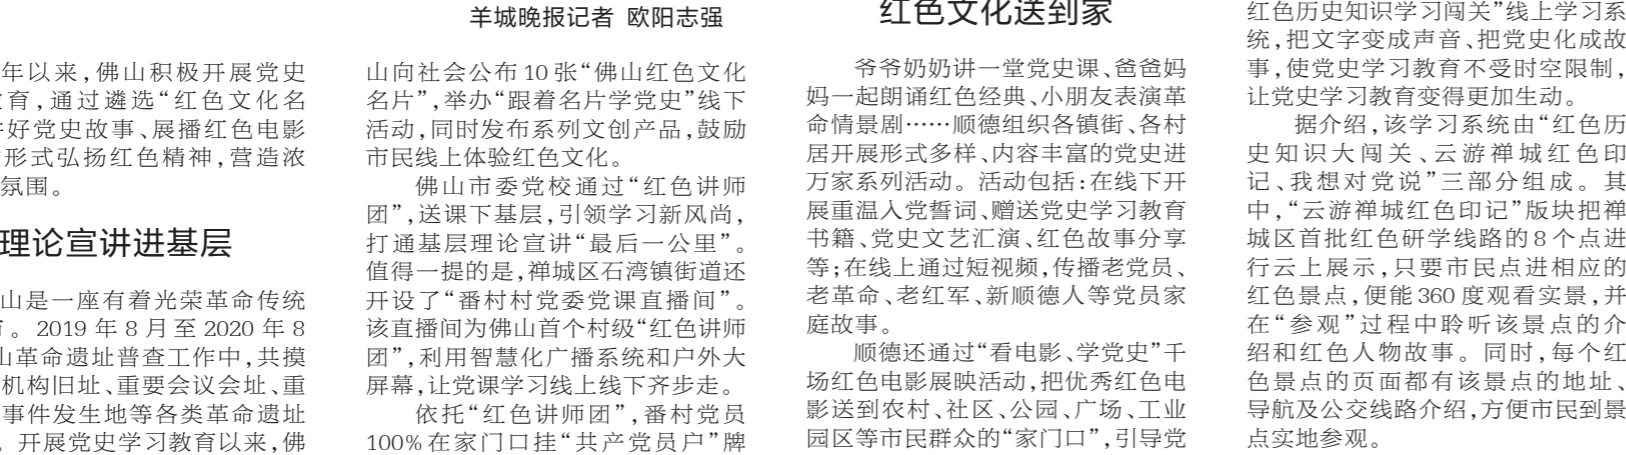 羊城晚报记者 欧阳志强
年以来，佛山积极开展党史
育，通过遴选“红色文化名
好党史故事、展播红色电影
形式弘扬红色精神，营造浓
氛围。
理论宣讲进基层
山是一座有着光荣革命传统
。2019 年 8 月至 2020 年 8
山革命遗址普查工作中，共摸
机构旧址、重要会议会址、重
事件发生地等各类革命遗址
。开展党史学习教育以来，佛
山向社会公布 10 张“佛山红色文化
名片”，举办“跟着名片学党史”线下
活动，同时发布系列文创产品，鼓励
市民线上体验红色文化。
佛山市委党校通过“红色讲师
团”，送课下基层，引领学习新风尚，
打通基层理论宣讲“最后一公里”。
值得一提的是，禅城区石湾镇街道还
开设了“番村村党委党课直播间”。
该直播间为佛山首个村级“红色讲师
团”，利用智慧化广播系统和户外大
屏幕，让党课学习线上线下齐步走。
依托“红色讲师团”，番村党员
100% 在家门口挂“共产党员户”牌
红色文化送到家
爷爷奶奶讲一堂党史课、爸爸妈
妈一起朗诵红色经典、小朋友表演革
命情景剧……顺德组织各镇街、各村
居开展形式多样、内容丰富的党史进
万家系列活动。活动包括：在线下开
展重温入党誓词、赠送党史学习教育
书籍、党史文艺汇演、红色故事分享
等；在线上通过短视频，传播老党员、
老革命、老红军、新顺德人等党员家
庭故事。
顺德还通过“看电影、学党史”千
场红色电影展映活动，把优秀红色电
影送到农村、社区、公园、广场、工业
园区等市民群众的“家门口”，引导党
红色历史知识学习闯关”线上学习系
统，把文字变成声音、把党史化成故
事，使党史学习教育不受时空限制，
让党史学习教育变得更加生动。
据介绍，该学习系统由“红色历
史知识大闯关、云游禅城红色印
记、我想对党说”三部分组成。其
中，“云游禅城红色印记”版块把禅
城区首批红色研学线路的 8 个点进
行云上展示，只要市民点进相应的
红色景点，便能 360 度观看实景，并
在“参观”过程中聆听该景点的介
绍和红色人物故事。同时，每个红
色景点的页面都有该景点的地址、
导航及公交线路介绍，方便市民到景
点实地参观。